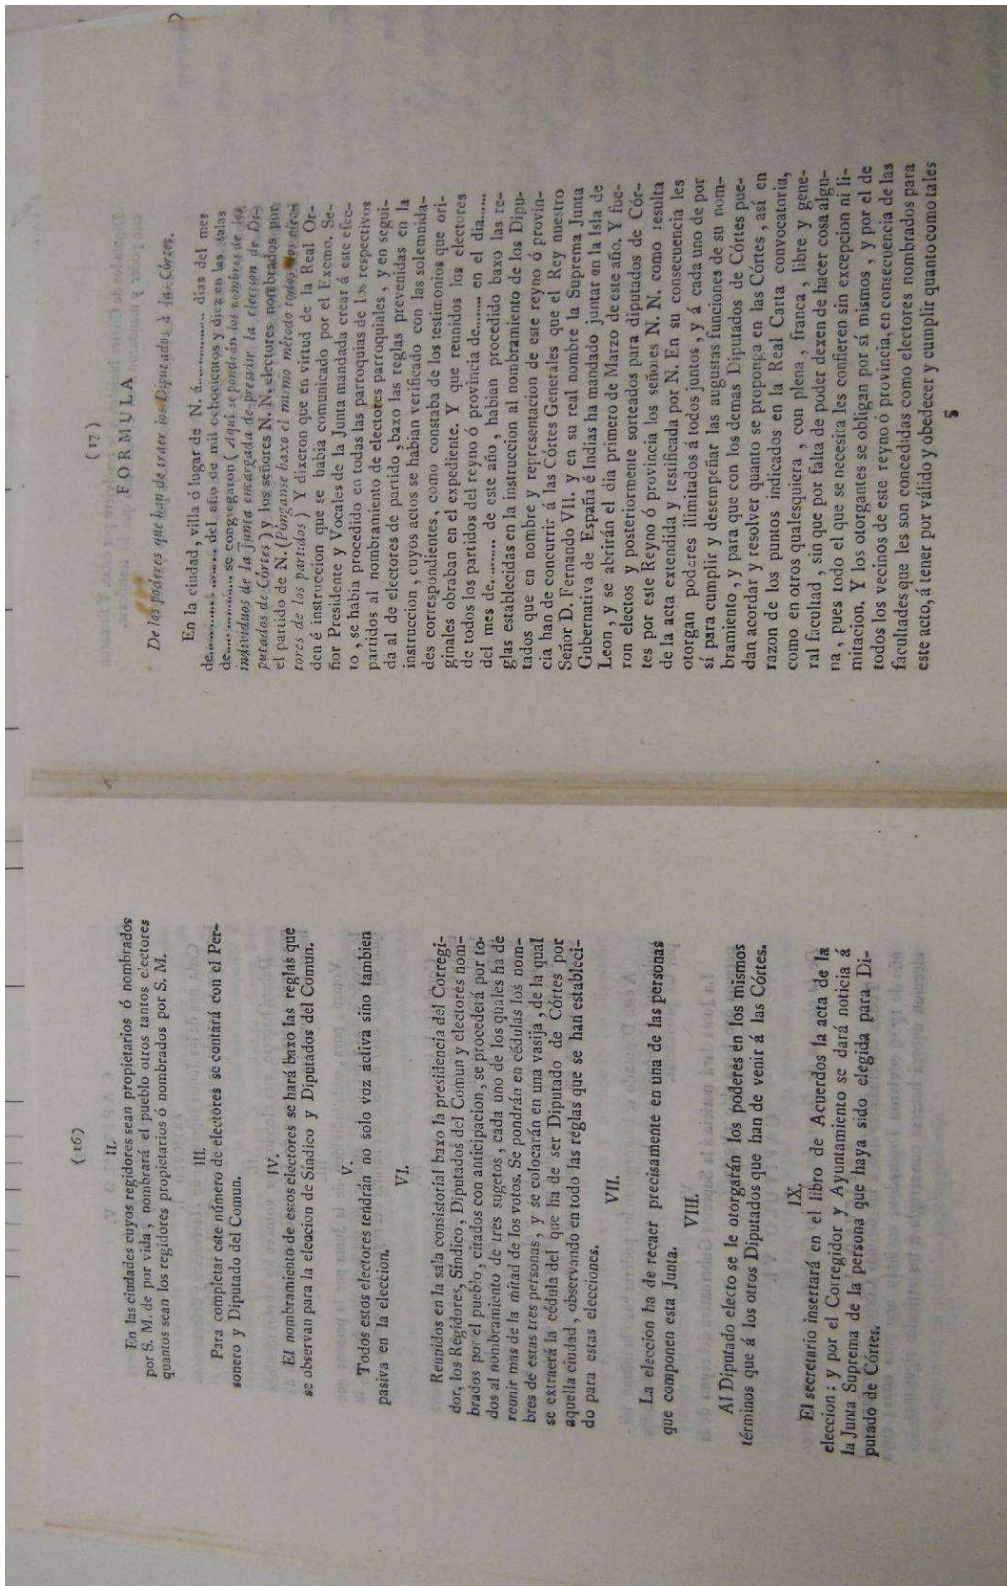 (16)
II.
En las ciudades cuyos regidores sean propietarios ó nombrados
por S. M. de por vida, nombrará el pueblo otros tantos electores
quantos sean los regidores propietarios ó nombrados por S. M.
III.
Para completar este número de electores se contará con el Per-
sonero y Diputado del Comun.
IV.
El nombramiento de estos electores se hará baxo las reglas que
se observan para la eleccion de Síndico y Diputados del Comun.
V.
Todos estos electores tendrán no solo voz activa sino tambien
pasiva en la eleccion.
VI.
Reunidos en la sala consistorial baxo la presidencia del Corregi-
dor, los Regidores, Síndico, Diputados del Comun y electores nom-
brados por el pueblo, citados con anticipacion, se procederá por to-
dos al nombramiento de tres sugetos, cada uno de los quales ha de
reunir mas de la mitad de los votos. Se pondrán en cédulas los nom-
bres de estas tres personas, y se colocarán en una vasija, de la qual
se extraerá la cédula del que ha de ser Diputado de Córtes por
aquella ciudad, observando en todo las reglas que se han estableci-
do para estas elecciones.
VII.
La eleccion ha de recaer precisamente en una de las personas
que componen esta Junta.
VIII.
Al Diputado electo se le otorgarán los poderes en los mismos
términos que á los otros Diputados que han de venir á las Córtes.
IX.
El secretario insertará en el libro de Acuerdos la acta de la
eleccion: y por el Corregidor y Ayuntamiento se dará noticia á
la Junta Suprema de la persona que haya sido elegida para Di-
putado de Córtes.
(17)
FORMULA
De los poderes que han de traer los Diputados á las Córtes.
En la ciudad, villa ó lugar de N. á............ dias del mes
de............ del año de mil ochocientos y diez en las salas
de............ se congregaron (Aquí se pondrán los nombres de los
individuos de la junta encargada de presidir la eleccion de Di-
putados de Córtes) y los señores N. N. electores nombrados por
el partido de N. (Ponganse baxo el mismo método todos los elec-
tores de los partidos) Y dixeron que en virtud de la Real Or-
den é instruccion que se habia comunicado por el Excmo. Se-
ñor Presidente y Vocales de la Junta mandada crear á este efec-
to, se habia procedido en todas las parroquias de los respectivos
partidos al nombramiento de electores parroquiales, y en segui-
da al de electores de partido, baxo las reglas prevenidas en la
instruccion, cuyos actos se habian verificado con las solemnida-
des correspondientes, como constaba de los testimonios que ori-
ginales obraban en el expediente. Y que reunidos los electores
de todos los partidos del reyno ó provincia de......... en el dia.......
del mes de......... de este año, habian procedido baxo las re-
glas establecidas en la instruccion al nombramiento de los Dipu-
tados que en nombre y representacion de este reyno ó provin-
cia han de concurrir á las Córtes Generales que el Rey nuestro
Señor D. Fernando VII. y en su real nombre la Suprema Junta
Gubernativa de España é Indias ha mandado juntar en la Isla de
Leon, y se abrirán el dia primero de Marzo de este año. Y fue-
ron electos y posteriormente sorteados para diputados de Cór-
tes por este Reyno ó provincia los señores N. N. como resulta
de la acta extendida y testificada por N. En su consecuencia les
otorgan poderes ilimitados á todos juntos, y á cada uno de por
sí para cumplir y desempeñar las augustas funciones de su nom-
bramiento, y para que con los demas Diputados de Córtes pue-
dan acordar y resolver quanto se proponga en las Córtes, así en
razon de los puntos indicados en la Real Carta convocatoria,
como en otros qualesquiera, con plena, franca, libre y gene-
ral facultad, sin que por falta de poder dexen de hacer cosa algu-
na, pues todo el que se necesita les confieren sin excepcion ni li-
mitacion. Y los otorgantes se obligan por sí mismos, y por el de
todos los vecinos de este reyno ó provincia, en consecuencia de las
facultades que les son concedidas como electores nombrados para
este acto, á tener por válido y obedecer y cumplir quanto como tales